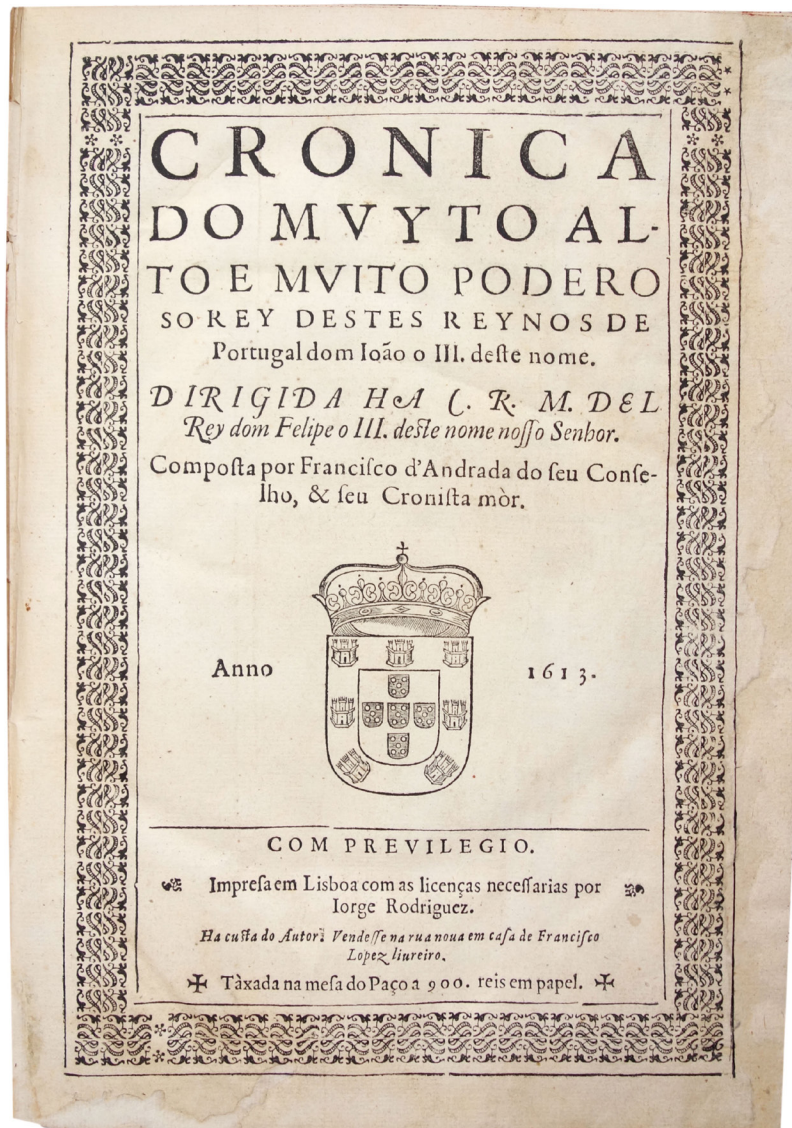 CRONICA
DO MVYTO AL-
TO E MVITO PODERO
SO REY DESTES REYNOS DE
Portugal dom Ioão o III. deſte nome.
DIRIGIDA HA C. R. M. DEL
Rey dom Felipe o III. deſte nome noſſo Senhor.
Compoſta por Franciſco d'Andrada do ſeu Conſe-
lho, & ſeu Croniſta mòr.
Anno 1613.
COM PREVILEGIO.
Impreſa em Lisboa com as licenças neceſſarias por
Iorge Rodriguez.
Ha cuſta do Autor: Vendeſſe na rua noua em caſa de Franciſco
Lopez liureiro.
Tàxada na meſa do Paço a 900. reis em papel.